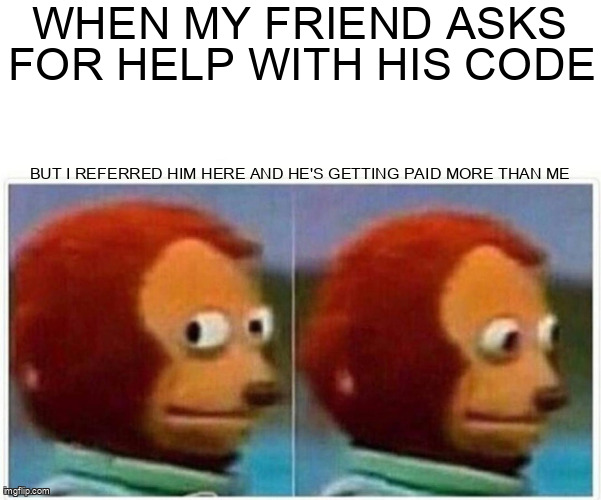 WHEN MY FRIEND ASKS
FOR HELP WITH HIS CODE
BUT I REFERRED HIM HERE AND HE'S GETTING PAID MORE THAN ME
imgflip.com